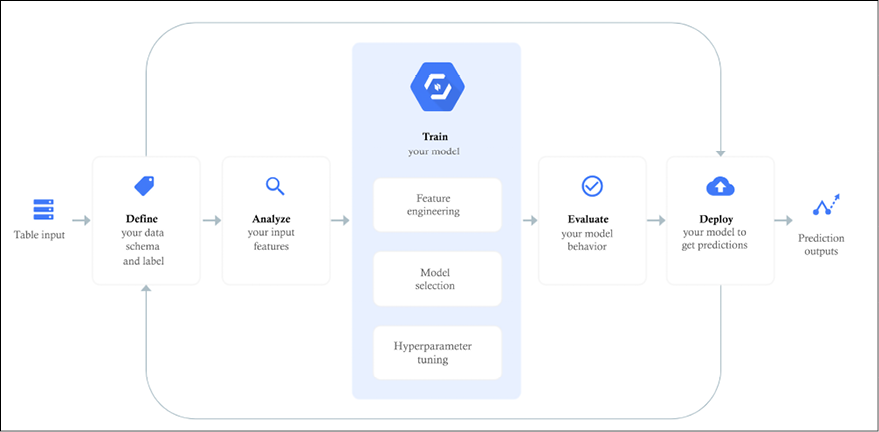 Table input
Define
your data
schema
and label
Analyze
your input
features
Train
your model
Feature
engineering
Model
selection
Hyperparameter
tuning
Evaluate
your model
behavior
Deploy
your model to
get predictions
Prediction
outputs